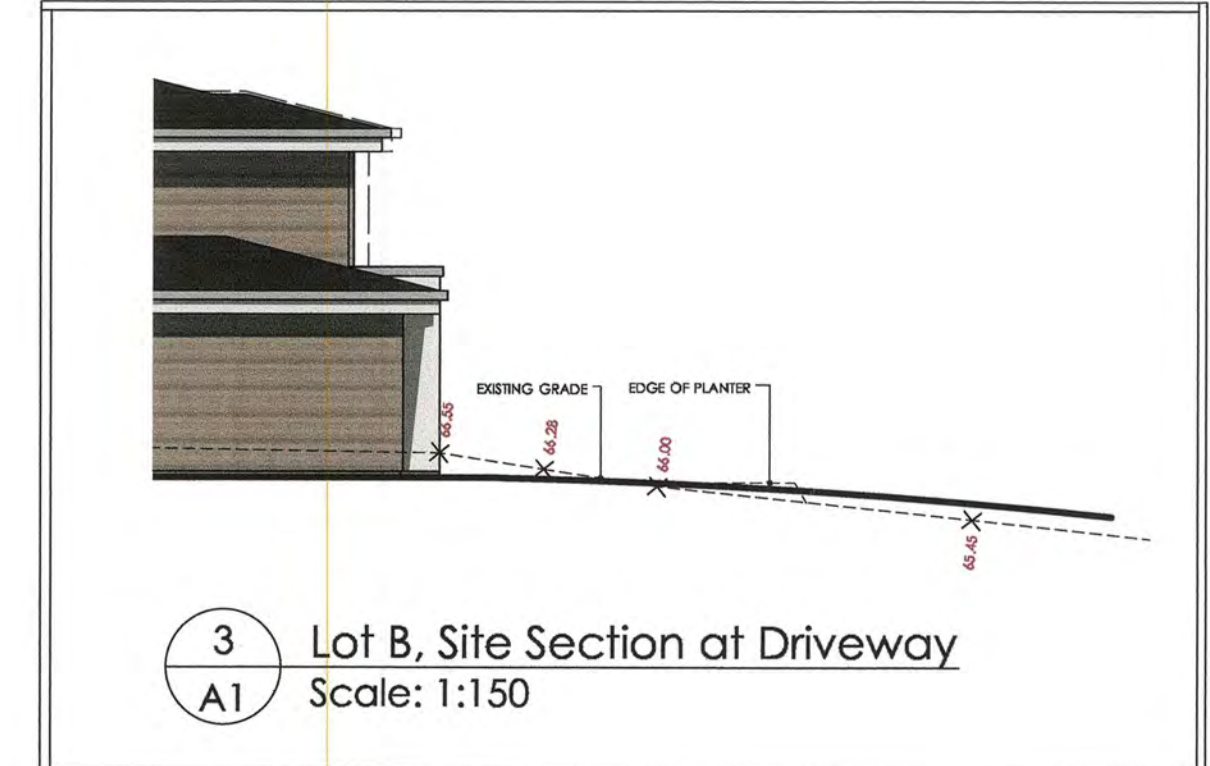 EXISTING GRADE
EDGE OF PLANTER
66.55
66.28
66.00
65.45
3
A1
Lot B, Site Section at Driveway
Scale: 1:150